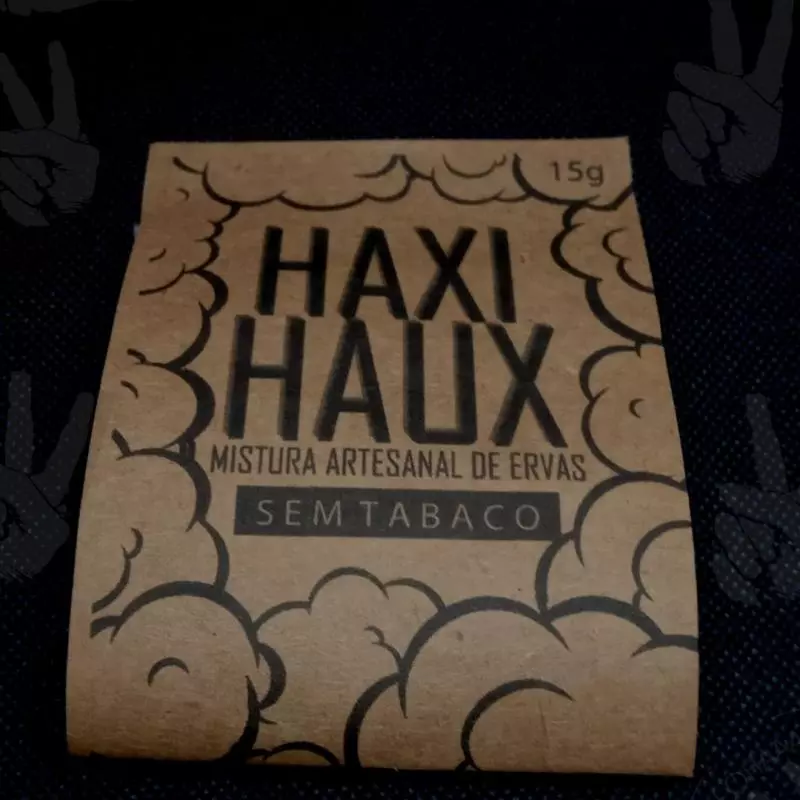 15g
HAXI
HAUX
MISTURA ARTESANAL DE ERVAS
SEM TABACO